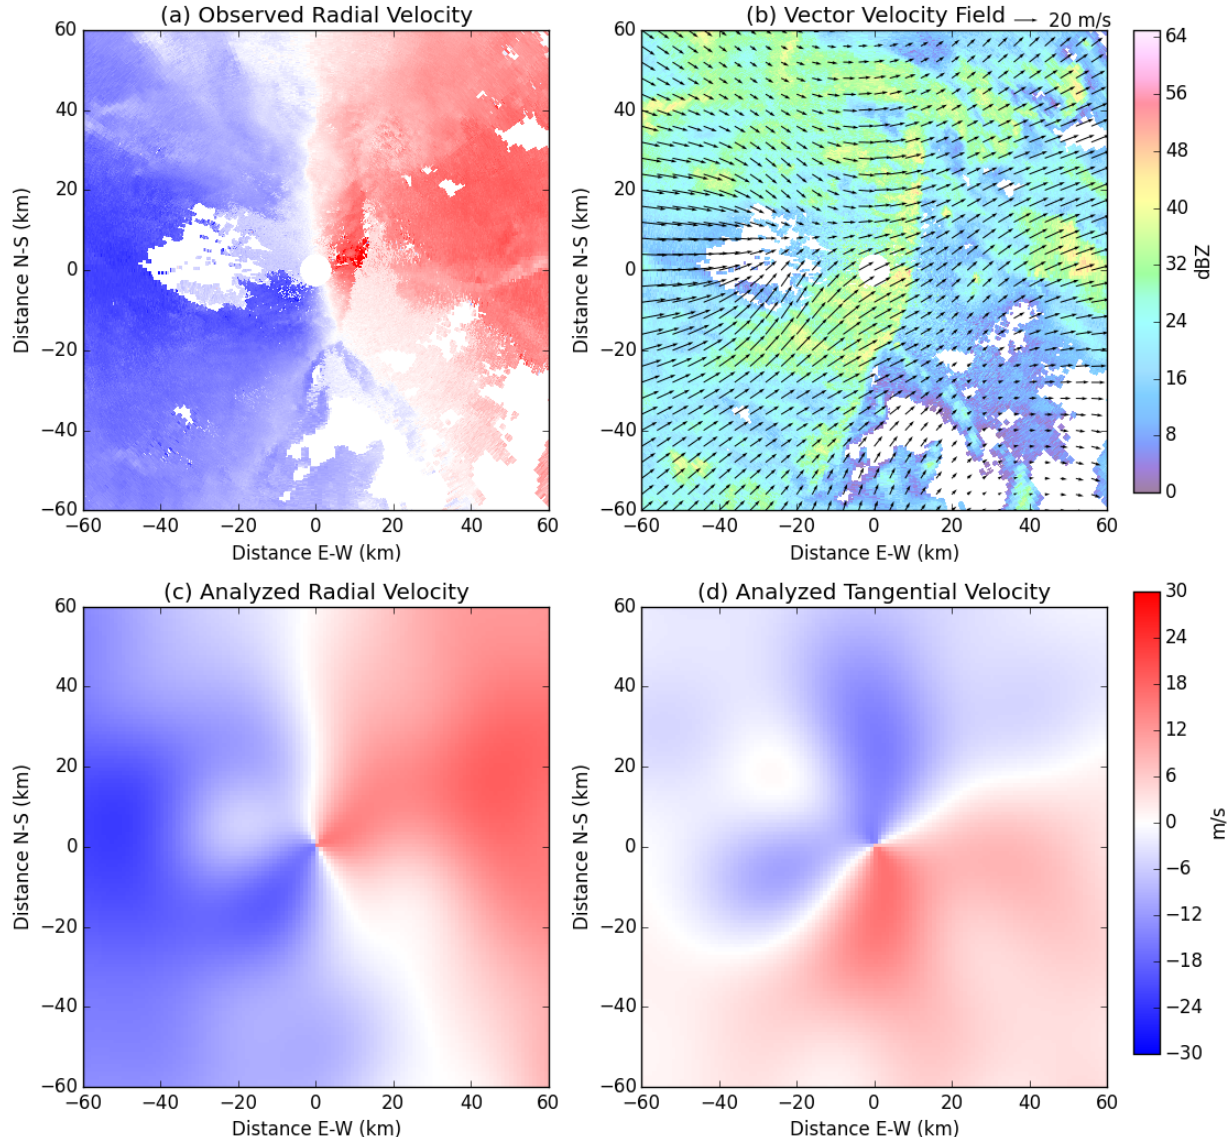 (a) Observed Radial Velocity
60
40
20
0
−20
−40
−60
Distance N-S (km)
−60 −40 −20 0 20 40 60
Distance E-W (km)
(b) Vector Velocity Field 20 m/s
60
40
20
0
−20
−40
−60
Distance N-S (km)
−60 −40 −20 0 20 40 60
Distance E-W (km)
64
56
48
40
32
24
16
8
0
dBZ
(c) Analyzed Radial Velocity
60
40
20
0
−20
−40
−60
Distance N-S (km)
−60 −40 −20 0 20 40 60
Distance E-W (km)
(d) Analyzed Tangential Velocity
60
40
20
0
−20
−40
−60
Distance N-S (km)
−60 −40 −20 0 20 40 60
Distance E-W (km)
30
24
18
12
6
0
−6
−12
−18
−24
−30
m/s